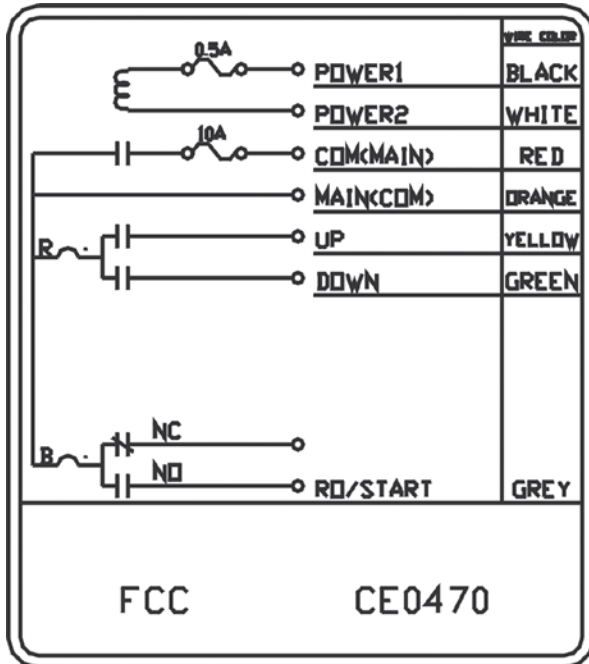 WIRE COLOR
0.5A
POWER1 BLACK
POWER2 WHITE
10A
COM(MAIN) RED
MAIN(COM) ORANGE
R UP YELLOW
DOWN GREEN
NC
B
NO
RO/START GREY
FCC CE0470